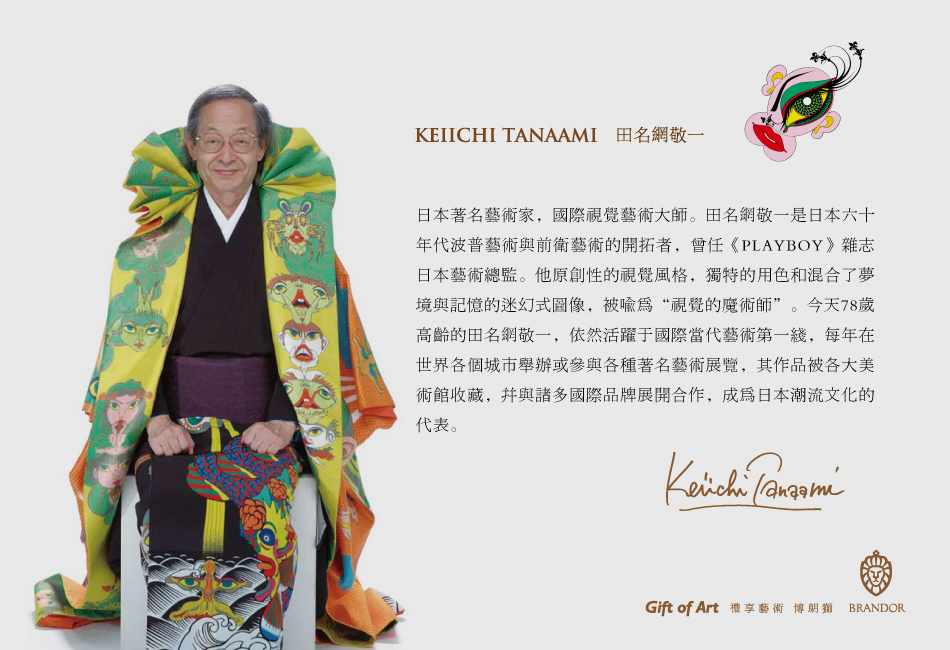 KEIICHI TANAAMI 田名網敬一
日本著名藝術家，國際視覺藝術大師。田名網敬一是日本六十
年代波普藝術與前衛藝術的開拓者，曾任《PLAYBOY》雜志
日本藝術總監。他原創性的視覺風格，獨特的用色和混合了夢
境與記憶的迷幻式圖像，被喻爲“視覺的魔術師”。今天78歲
高齡的田名網敬一，依然活躍于國際當代藝術第一綫，每年在
世界各個城市舉辦或參與各種著名藝術展覽，其作品被各大美
術館收藏，幷與諸多國際品牌展開合作，成爲日本潮流文化的
代表。
Keiichi Tanaami
Gift of Art 禮享藝術 博朗獅 BRANDOR